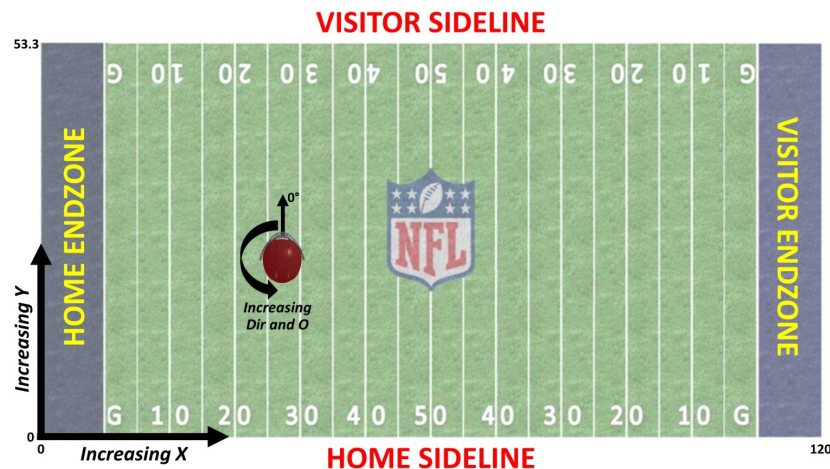 VISITOR SIDELINE
53.3
G 10 20 30 40 50 40 30 20 10 G
HOME ENDZONE
VISITOR ENDZONE
0°
NFL
Increasing
Dir and O
Increasing Y
G 10 20 30 40 50 40 30 20 10 G
0
0
Increasing X
HOME SIDELINE
120